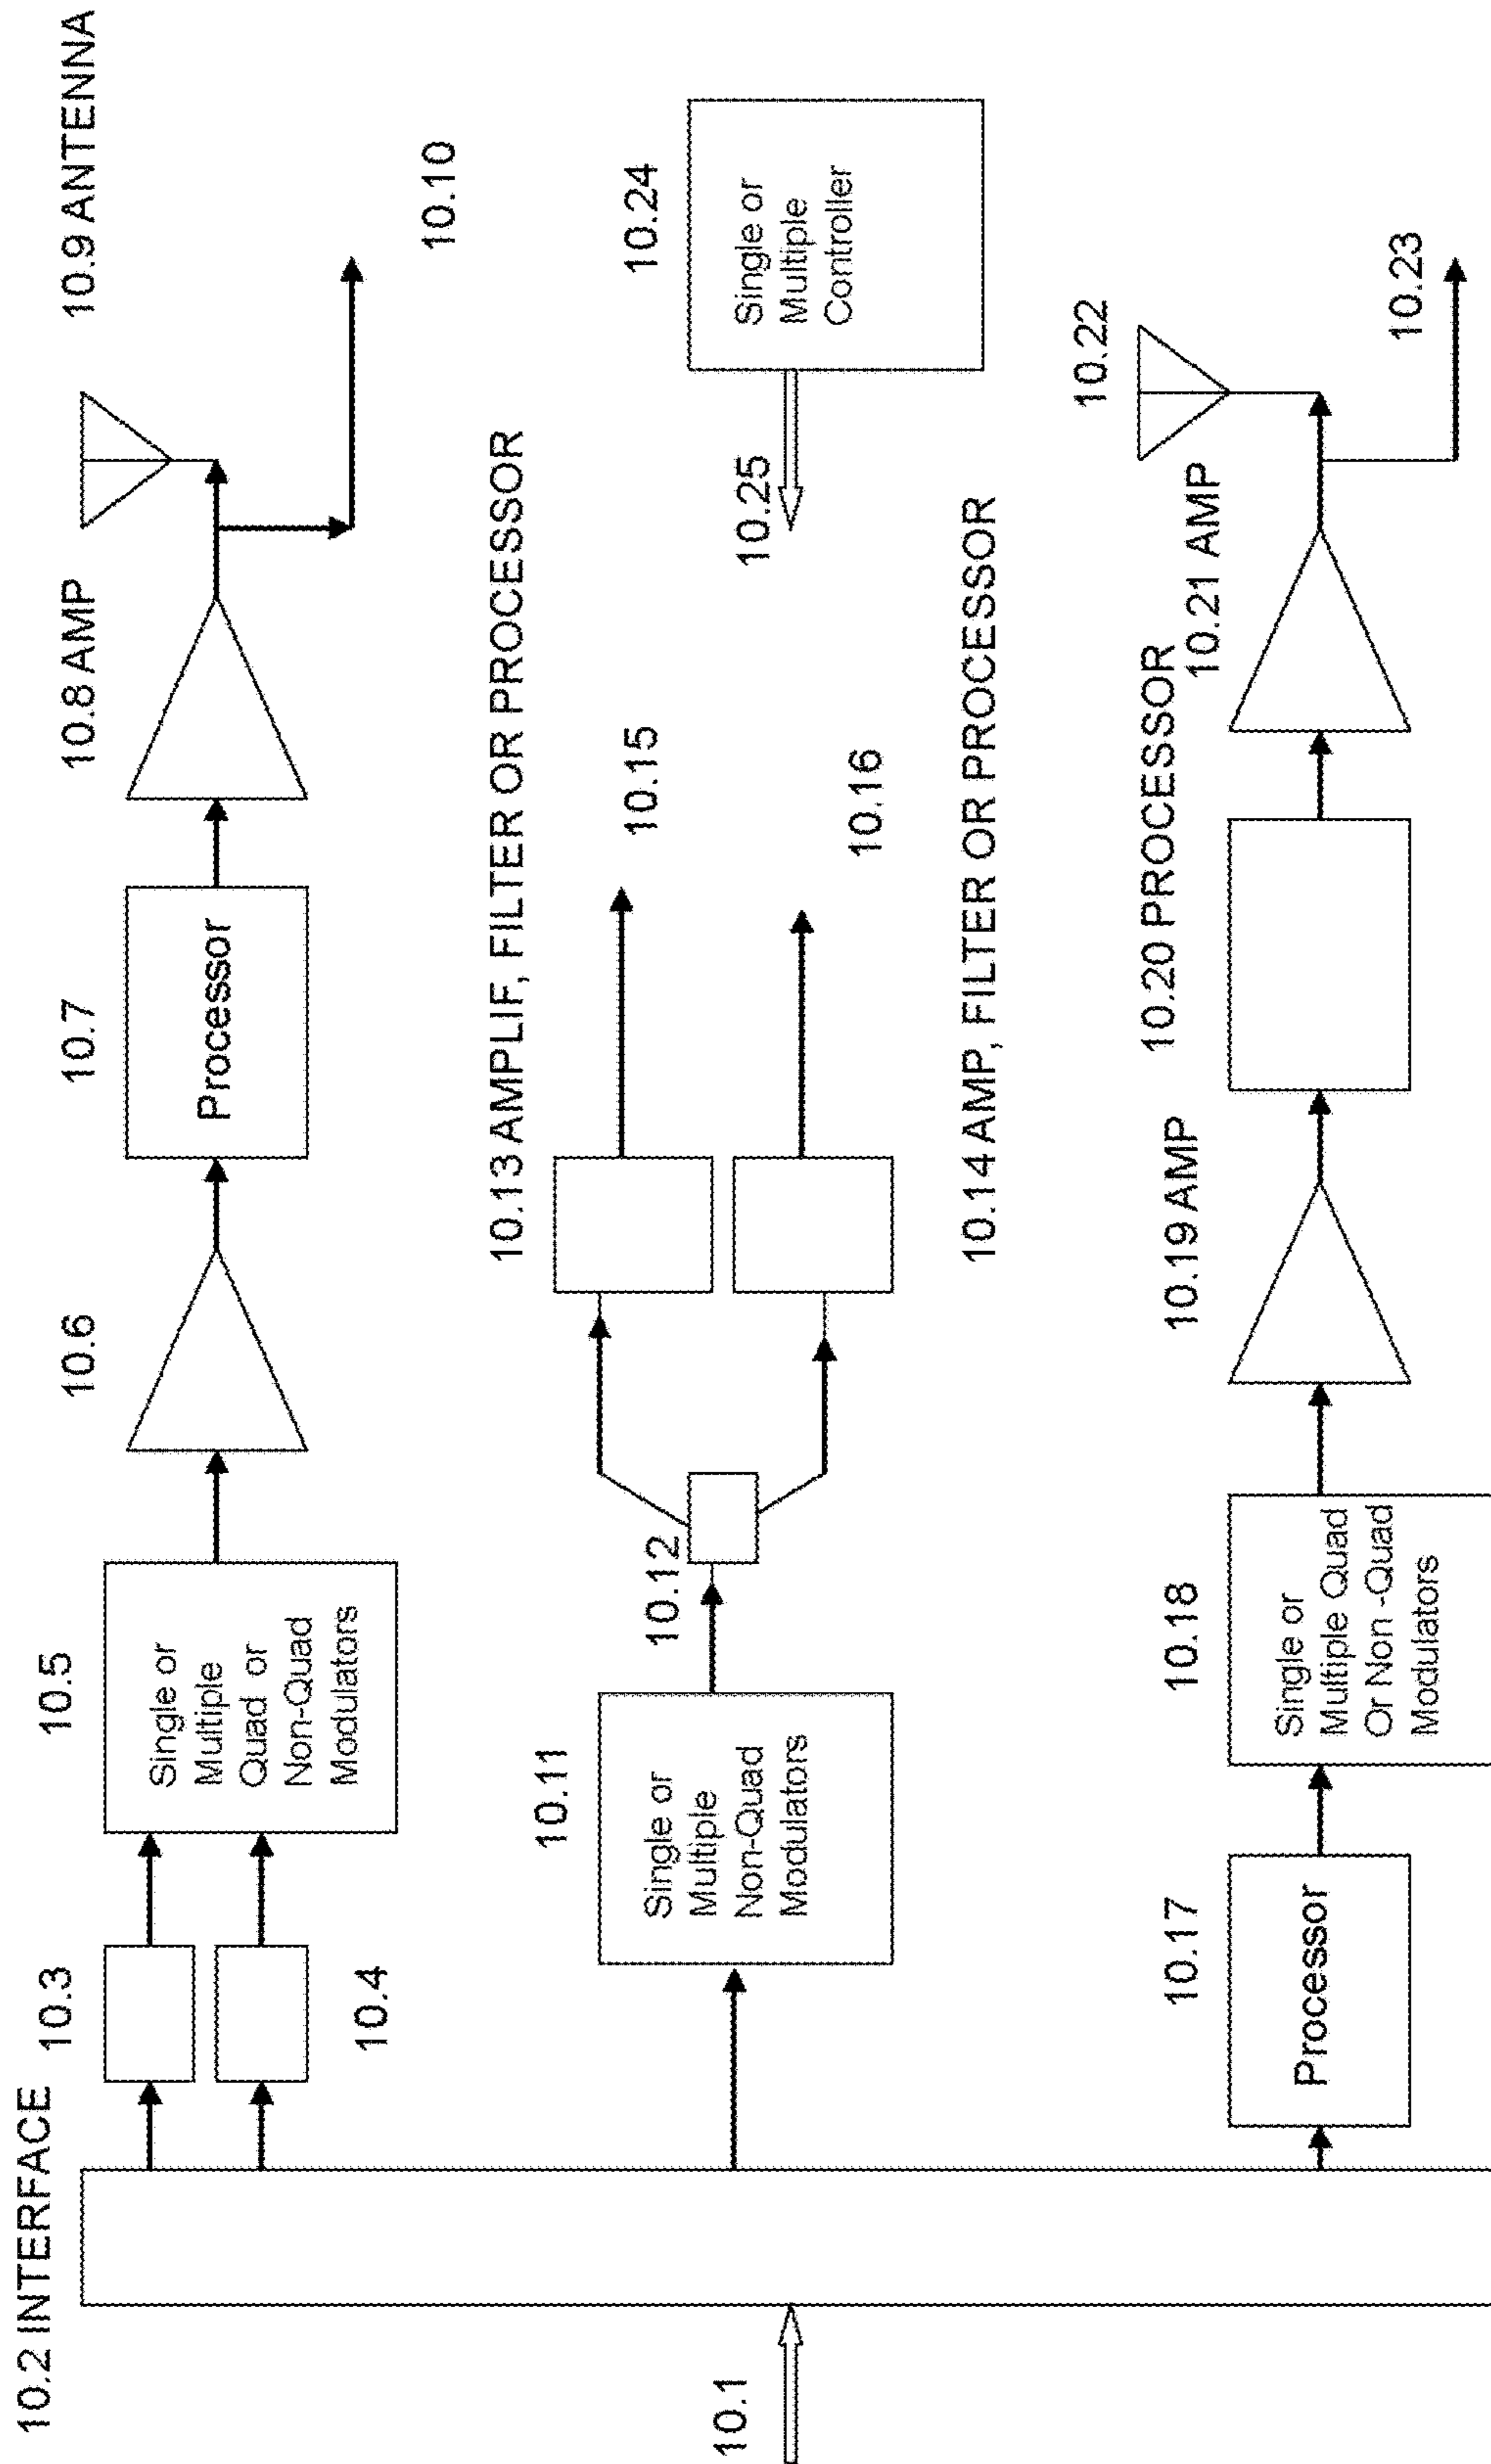 10.2 INTERFACE
10.1
10.3
10.4
10.5
Single or
Multiple
Quad or
Non-Quad
Modulators
10.6
10.7
Processor
10.8 AMP
10.9 ANTENNA
10.10
10.11
Single or
Multiple
Non-Quad
Modulators
10.12
10.13 AMPLIF, FILTER OR PROCESSOR
10.15
10.16
10.14 AMP, FILTER OR PROCESSOR
10.24
Single or
Multiple
Controller
10.25
10.17
Processor
10.18
Single or
Multiple Quad
Or Non -Quad
Modulators
10.19 AMP
10.20 PROCESSOR
10.21 AMP
10.22
10.23